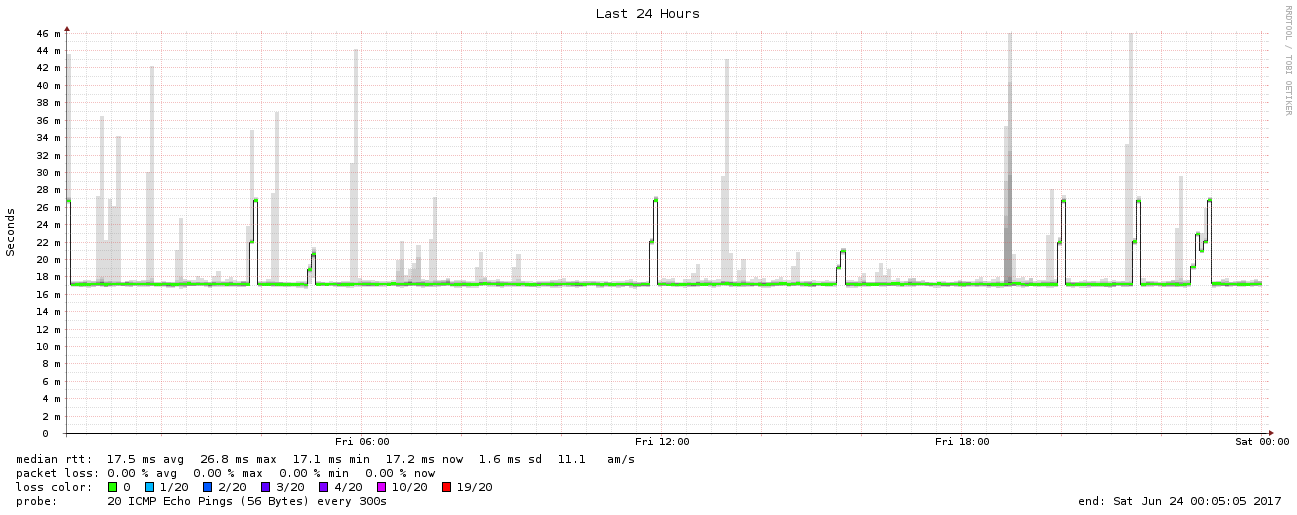 Last 24 Hours
RRDTOOL / TOBI OETIKER
Seconds
46 m
44 m
42 m
40 m
38 m
36 m
34 m
32 m
30 m
28 m
26 m
24 m
22 m
20 m
18 m
16 m
14 m
12 m
10 m
8 m
6 m
4 m
2 m
0
Fri 06:00 Fri 12:00 Fri 18:00 Sat 00:00
median rtt: 17.5 ms avg 26.8 ms max 17.1 ms min 17.2 ms now 1.6 ms sd 11.1 am/s
packet loss: 0.00 % avg 0.00 % max 0.00 % min 0.00 % now
loss color: 0 1/20 2/20 3/20 4/20 10/20 19/20
probe: 20 ICMP Echo Pings (56 Bytes) every 300s end: Sat Jun 24 00:05:05 2017